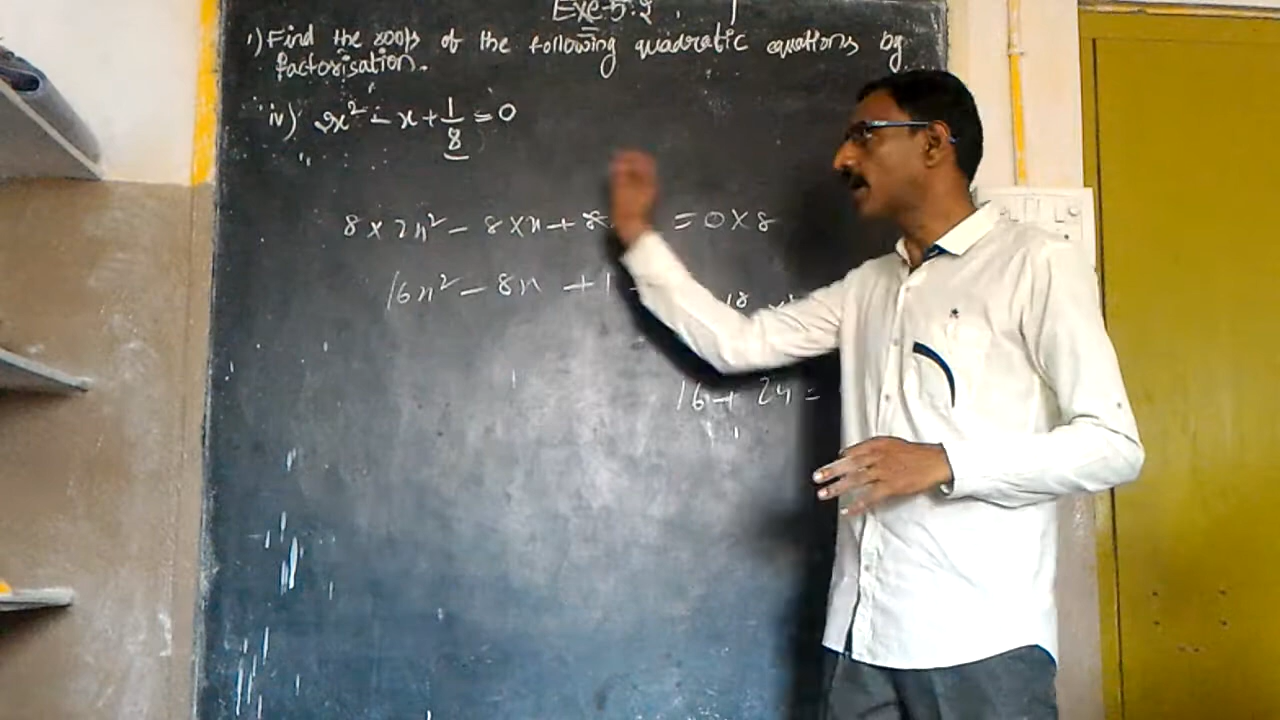 Exe-5.2
1) Find the roots of the following quadratic equations by
factorisation.
iv) 2x² - x + 1/8 = 0
8 x 2x² - 8 x x + 8 = 0 x 8
16x² - 8x + 1
16 + 24 =